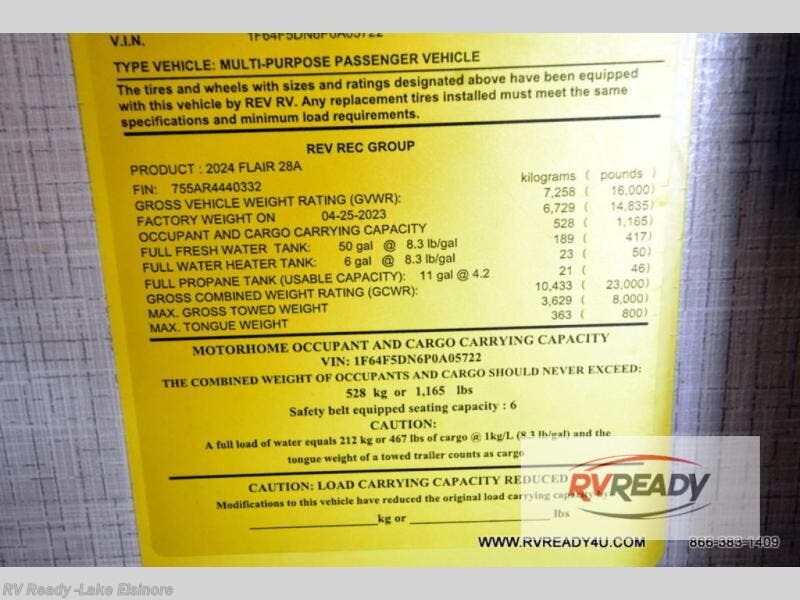 V.I.N. 1F64F5DN6P0A05722
TYPE VEHICLE: MULTI-PURPOSE PASSENGER VEHICLE
The tires and wheels with sizes and ratings designated above have been equipped
with this vehicle by REV RV. Any replacement tires installed must meet the same
specifications and minimum load requirements.
REV REC GROUP
PRODUCT : 2024 FLAIR 28A
FIN: 755AR4440332 kilograms ( pounds )
GROSS VEHICLE WEIGHT RATING (GVWR): 7,258 ( 16,000)
FACTORY WEIGHT ON 04-25-2023 6,729 ( 14,835)
OCCUPANT AND CARGO CARRYING CAPACITY 528 ( 1,165)
FULL FRESH WATER TANK: 50 gal @ 8.3 lb/gal 189 ( 417)
FULL WATER HEATER TANK: 6 gal @ 8.3 lb/gal 23 ( 50)
FULL PROPANE TANK (USABLE CAPACITY): 11 gal @ 4.2 21 ( 46)
GROSS COMBINED WEIGHT RATING (GCWR): 10,433 ( 23,000)
MAX. GROSS TOWED WEIGHT 3,629 ( 8,000)
MAX. TONGUE WEIGHT 363 ( 800)
MOTORHOME OCCUPANT AND CARGO CARRYING CAPACITY
VIN: 1F64F5DN6P0A05722
THE COMBINED WEIGHT OF OCCUPANTS AND CARGO SHOULD NEVER EXCEED:
528 kg or 1,165 lbs
Safety belt equipped seating capacity : 6
CAUTION:
A full load of water equals 212 kg or 467 lbs of cargo @ 1kg/L (8.3 lb/gal) and the
tongue weight of a towed trailer counts as cargo
CAUTION: LOAD CARRYING CAPACITY REDUCED
Modifications to this vehicle have reduced the original load carrying capacity by
kg or lbs
RVREADY
WWW.RVREADY4U.COM 866-383-1409
RV Ready -Lake Elsinore